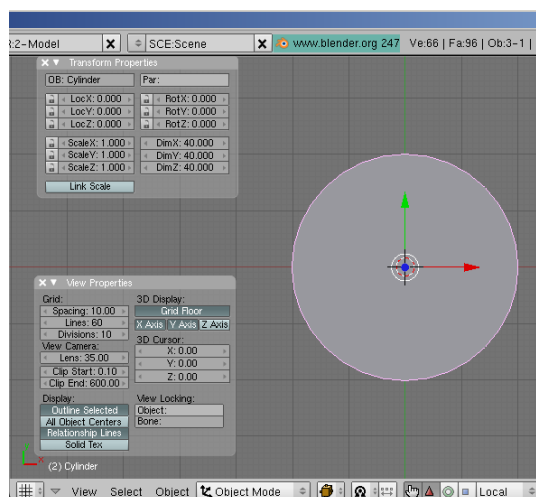 R:2-Model SCE:Scene www.blender.org 247 Ve:66 | Fa:96 | Ob:3-1 |
Transform Properties
OB: Cylinder Par:
LocX: 0.000 RotX: 0.000
LocY: 0.000 RotY: 0.000
LocZ: 0.000 RotZ: 0.000
ScaleX: 1.000 DimX: 40.000
ScaleY: 1.000 DimY: 40.000
ScaleZ: 1.000 DimZ: 40.000
Link Scale
View Properties
Grid: 3D Display:
Spacing: 10.00 Grid Floor
Lines: 60 X Axis Y Axis Z Axis
Divisions: 10 3D Cursor:
View Camera: X: 0.00
Lens: 35.00 Y: 0.00
Clip Start: 0.10 Z: 0.00
Clip End: 600.00
Display: View Locking:
Outline Selected Object:
All Object Centers Bone:
Relationship Lines
Solid Tex
x
(2) Cylinder
View Select Object Object Mode Local